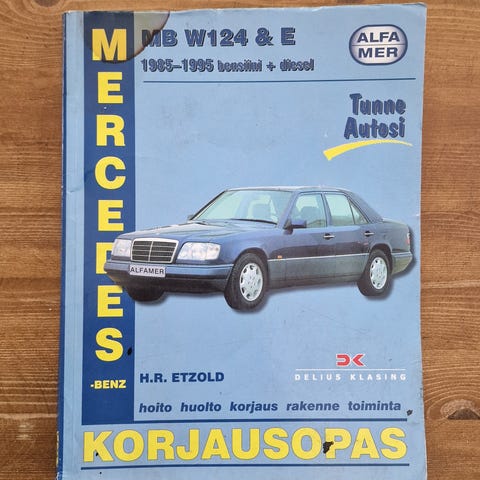 MERCEDES
-BENZ
MB W124 & E
1985-1995 bensiini + diesel
ALFA
MER
Tunne
Autosi
ALFAMER
H.R. ETZOLD
DK
DELIUS KLASING
hoito huolto korjaus rakenne toiminta
KORJAUSOPAS